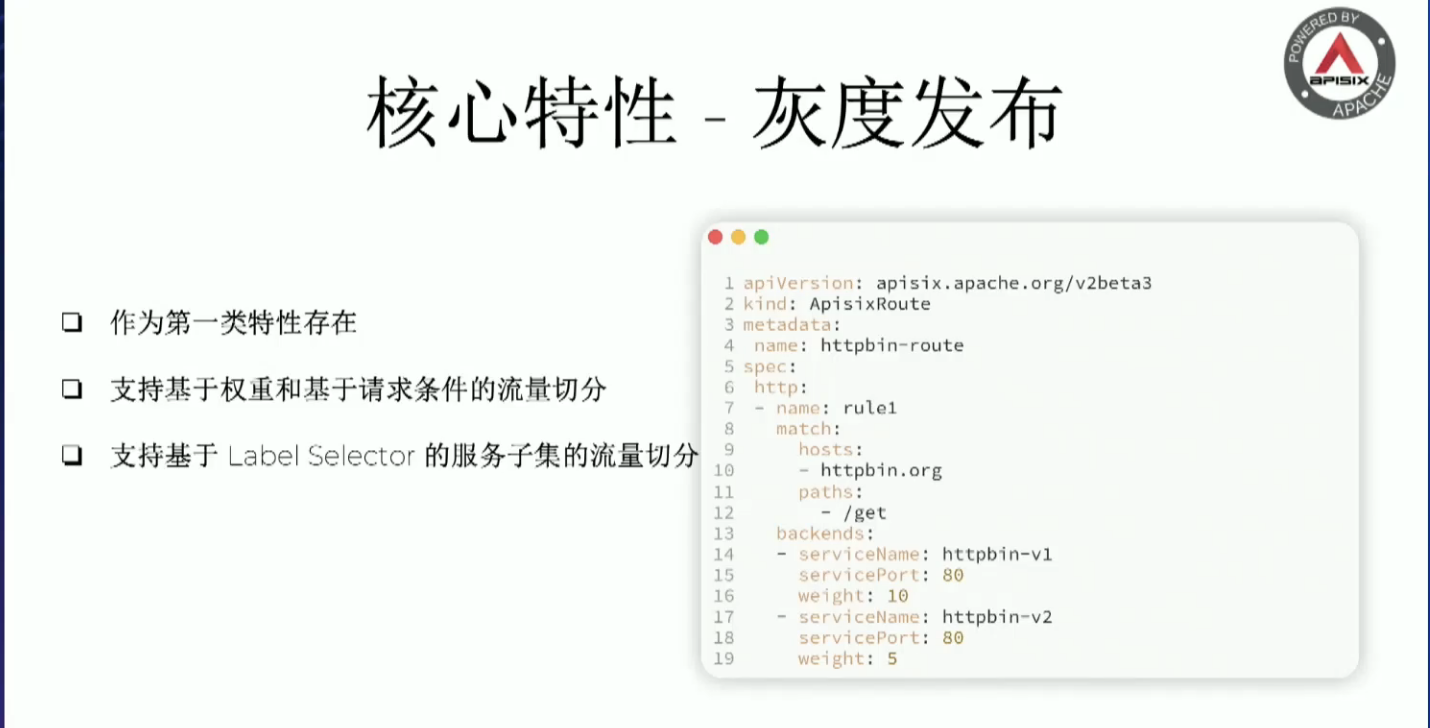 POWERED BY
APISIX
APACHE
核心特性 - 灰度发布
作为第一类特性存在
支持基于权重和基于请求条件的流量切分
支持基于 Label Selector 的服务子集的流量切分
1 apiVersion: apisix.apache.org/v2beta3
2 kind: ApisixRoute
3 metadata:
4  name: httpbin-route
5 spec:
6  http:
7  - name: rule1
8    match:
9      hosts:
10      - httpbin.org
11      paths:
12        - /get
13    backends:
14    - serviceName: httpbin-v1
15      servicePort: 80
16      weight: 10
17    - serviceName: httpbin-v2
18      servicePort: 80
19      weight: 5